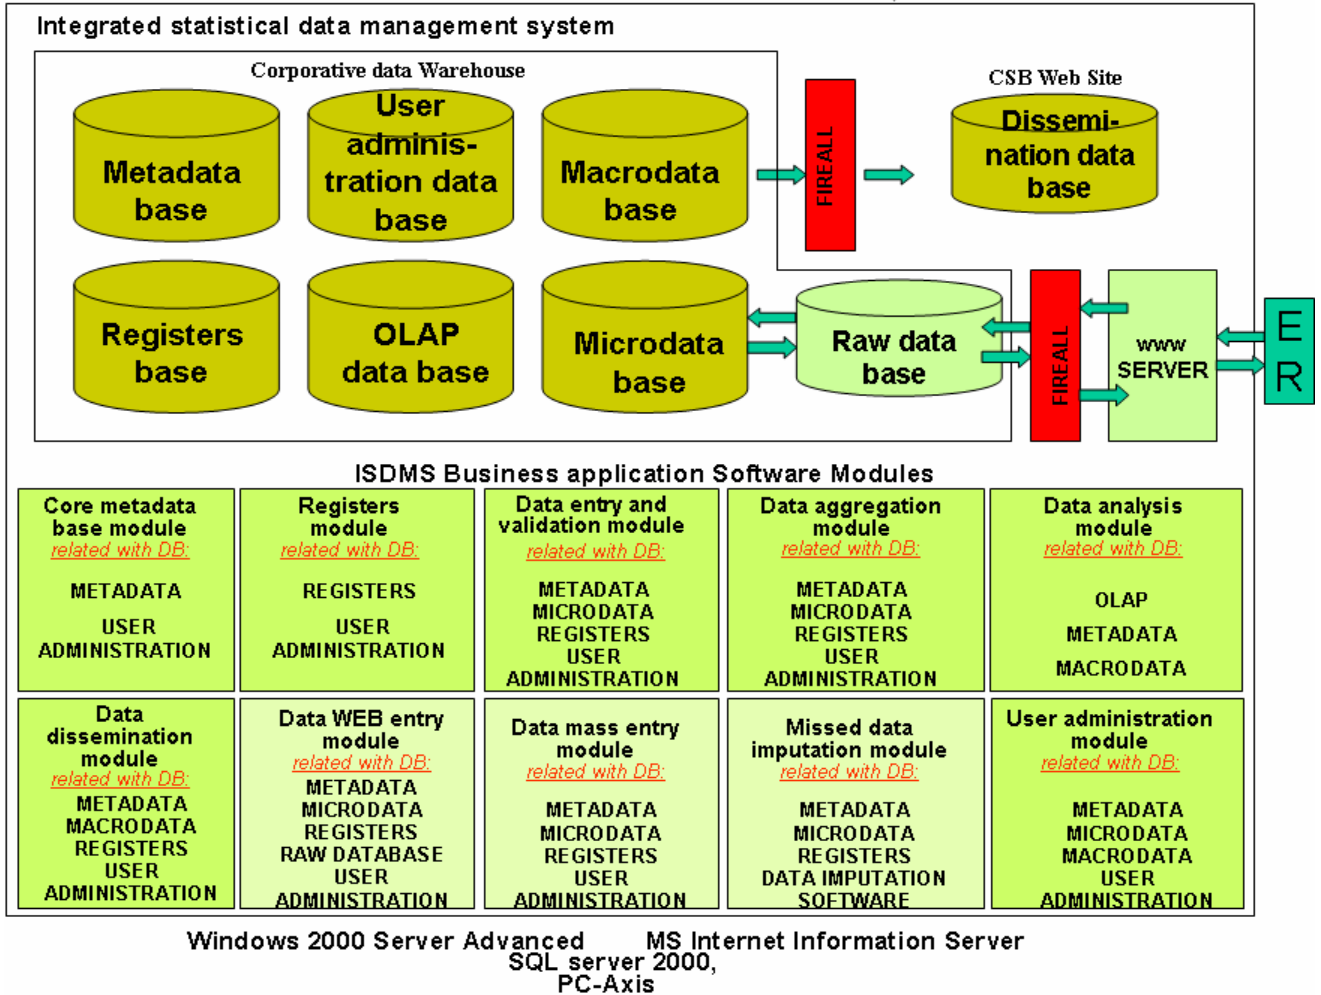 Integrated statistical data management system
Corporative data Warehouse
CSB Web Site
Metadata
base
User
adminis-
tration data
base
Macrodata
base
FIREALL
Dissemi-
nation data
base
Registers
base
OLAP
data base
Microdata
base
Raw data
base
FIREALL
WWW
SERVER
E
R
ISDMS Business application Software Modules
Core metadata
base module
related with DB:
METADATA
USER
ADMINISTRATION
Registers
module
related with DB:
REGISTERS
USER
ADMINISTRATION
Data entry and
validation module
related with DB:
METADATA
MICRODATA
REGISTERS
USER
ADMINISTRATION
Data aggregation
module
related with DB:
METADATA
MICRODATA
REGISTERS
USER
ADMINISTRATION
Data analysis
module
related with DB:
OLAP
METADATA
MACRODATA
Data
dissemination
module
related with DB:
METADATA
MACRODATA
REGISTERS
USER
ADMINISTRATION
Data WEB entry
module
related with DB:
METADATA
MICRODATA
REGISTERS
RAW DATABASE
USER
ADMINISTRATION
Data mass entry
module
related with DB:
METADATA
MICRODATA
REGISTERS
USER
ADMINISTRATION
Missed data
imputation module
related with DB:
METADATA
MICRODATA
REGISTERS
DATA IMPUTATION
SOFTWARE
User administration
module
related with DB:
METADATA
MICRODATA
MACRODATA
USER
ADMINISTRATION
Windows 2000 Server Advanced MS Internet Information Server
SQL server 2000,
PC-Axis